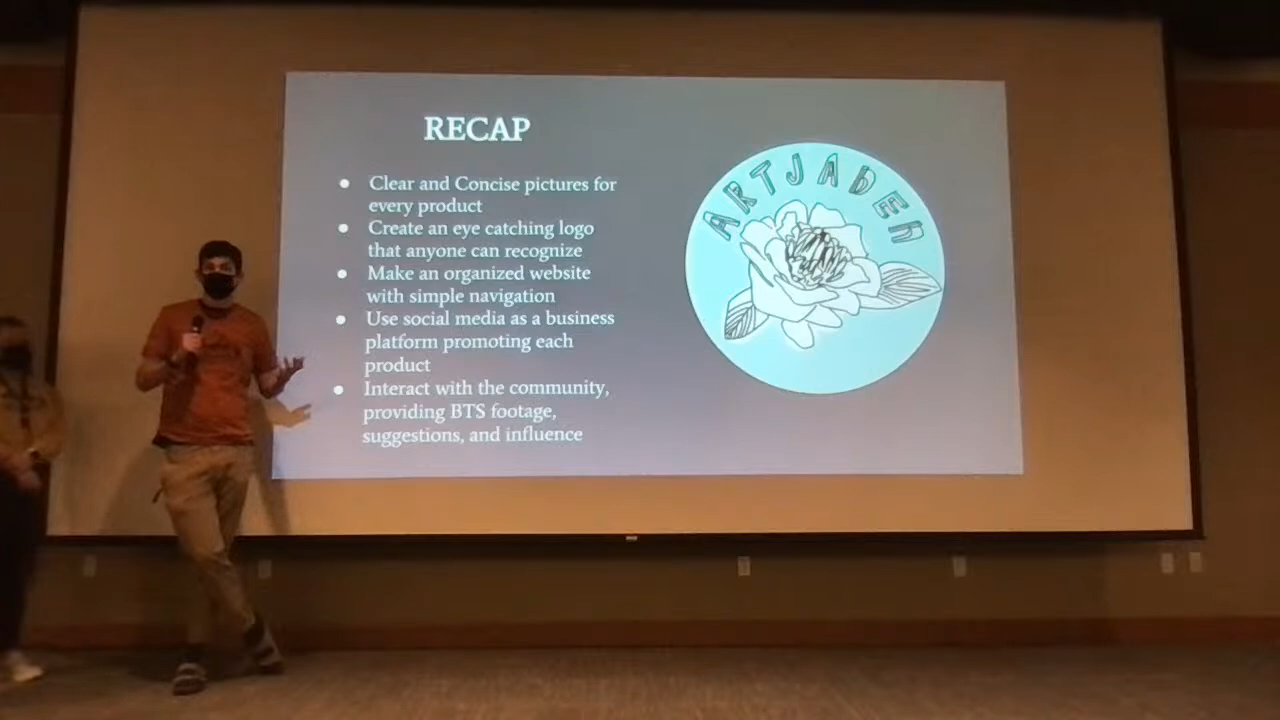 RECAP
Clear and Concise pictures for
every product
Create an eye catching logo
that anyone can recognize
Make an organized website
with simple navigation
Use social media as a business
platform promoting each
product
Interact with the community,
providing BTS footage,
suggestions, and influence
ARTJADEH